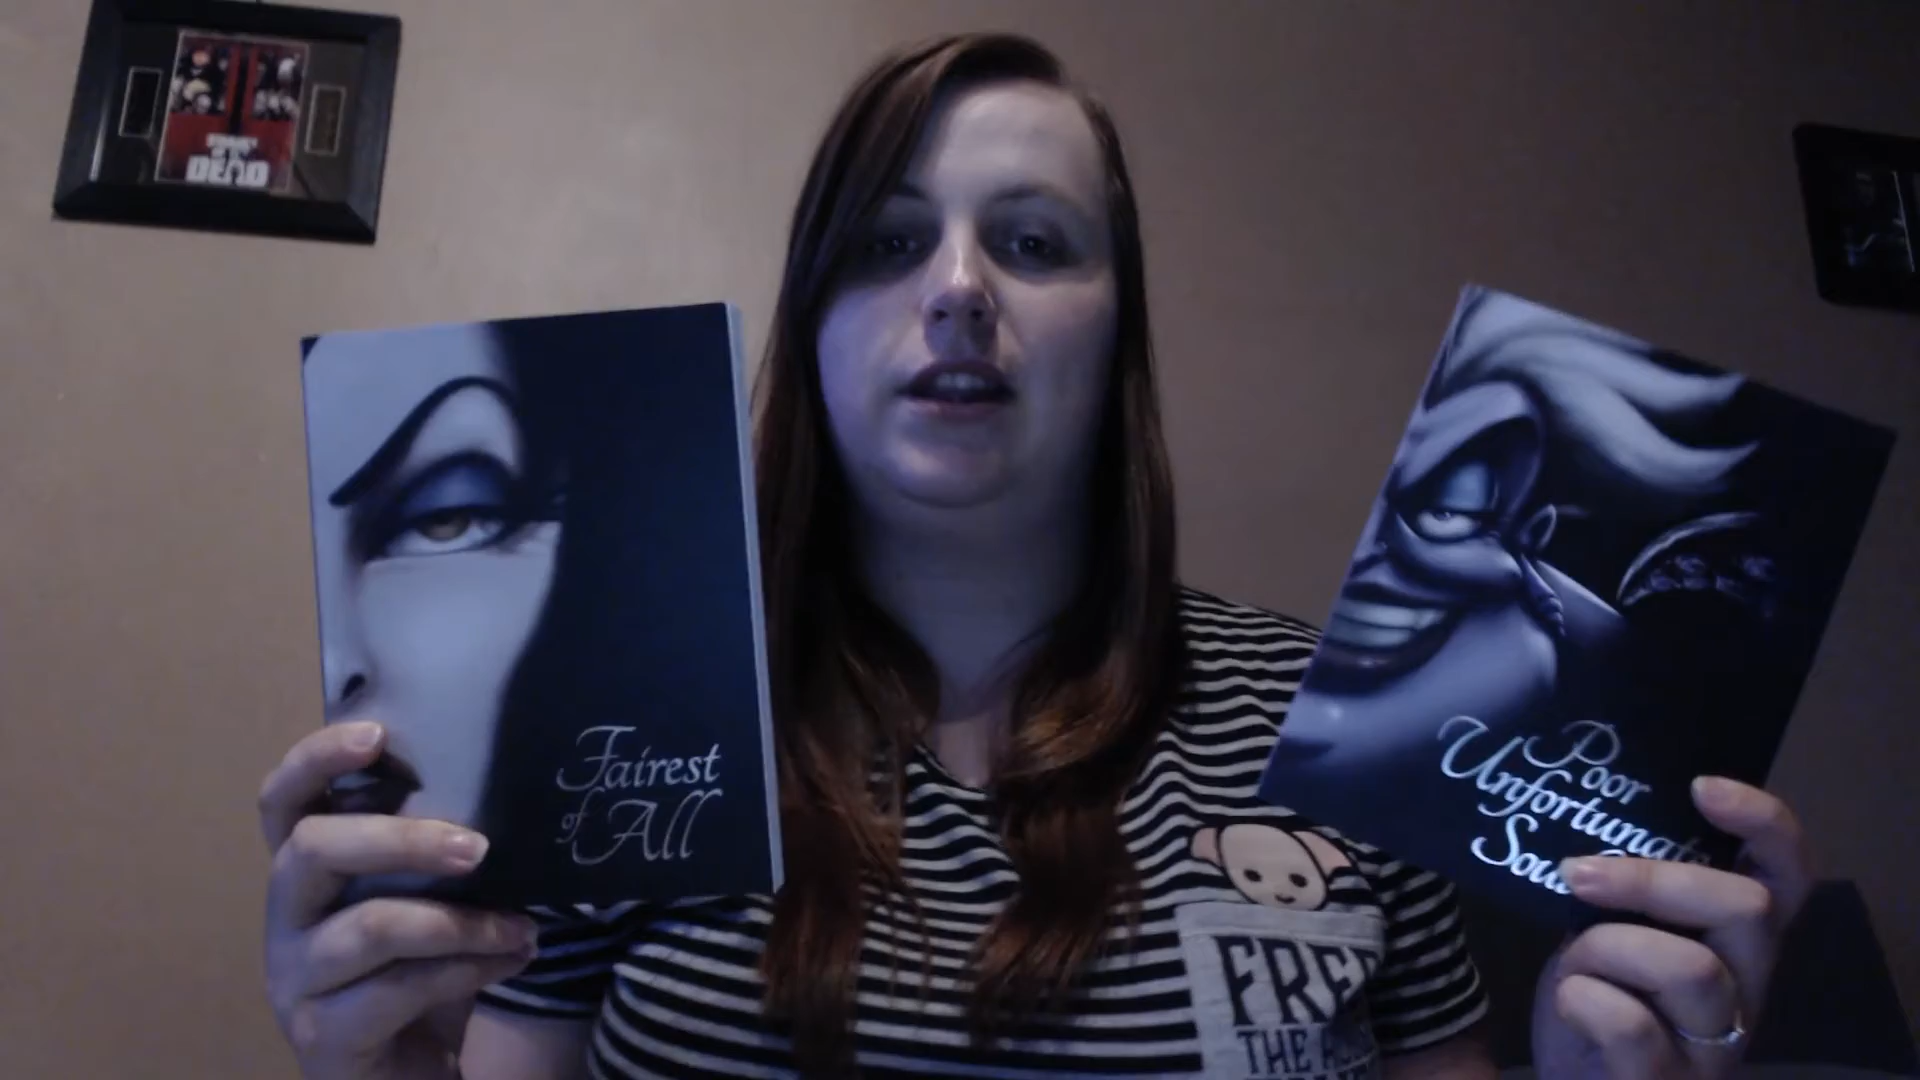 DEAD
Fairest
of All
Poor
Unfortunate
FREE
THE